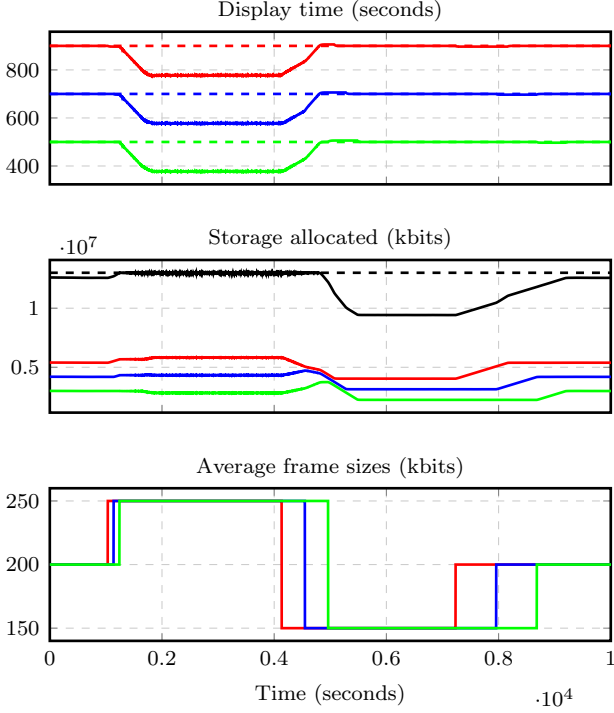 Display time (seconds)
800
600
400
Storage allocated (kbits)
·10^7
1
0.5
Average frame sizes (kbits)
250
200
150
0 0.2 0.4 0.6 0.8 1
Time (seconds)
·10^4